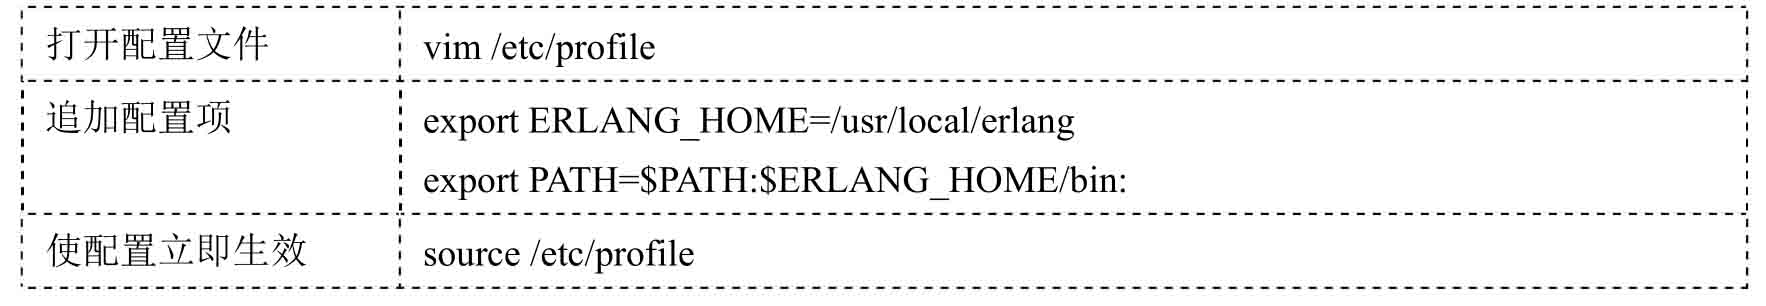 打开配置文件 vim /etc/profile
追加配置项 export ERLANG_HOME=/usr/local/erlang
export PATH=$PATH:$ERLANG_HOME/bin:
使配置立即生效 source /etc/profile